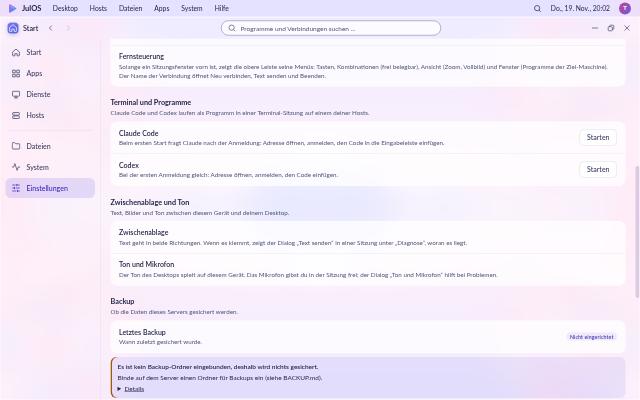 JulOS Desktop Hosts Dateien Apps System Hilfe Do., 19. Nov., 20:02 T
Start Programme und Verbindungen suchen ...
Start
Apps
Dienste
Hosts
Dateien
System
Einstellungen
Fernsteuerung
Solange ein Sitzungsfenster vorn ist, zeigt die obere Leiste seine Menüs: Tasten, Kombinationen (frei belegbar), Ansicht (Zoom, Vollbild) und Fenster (Programme der Ziel-Maschine).
Der Name der Verbindung öffnet Neu verbinden, Text senden und Beenden.
Terminal und Programme
Claude Code und Codex laufen als Programm in einer Terminal-Sitzung auf einem deiner Hosts.
Claude Code
Beim ersten Start fragt Claude nach der Anmeldung: Adresse öffnen, anmelden, den Code in die Eingabeleiste einfügen.
Starten
Codex
Bei der ersten Anmeldung gleich: Adresse öffnen, anmelden, den Code einfügen.
Starten
Zwischenablage und Ton
Text, Bilder und Ton zwischen diesem Gerät und deinem Desktop.
Zwischenablage
Text geht in beide Richtungen. Wenn es klemmt, zeigt der Dialog „Text senden“ in einer Sitzung unter „Diagnose“, woran es liegt.
Ton und Mikrofon
Der Ton des Desktops spielt auf diesem Gerät. Das Mikrofon gibst du in der Sitzung frei; der Dialog „Ton und Mikrofon“ hilft bei Problemen.
Backup
Ob die Daten dieses Servers gesichert werden.
Letztes Backup
Wann zuletzt gesichert wurde.
Nicht eingerichtet
Es ist kein Backup-Ordner eingebunden, deshalb wird nichts gesichert.
Binde auf dem Server einen Ordner für Backups ein (siehe BACKUP.md).
▶ Details